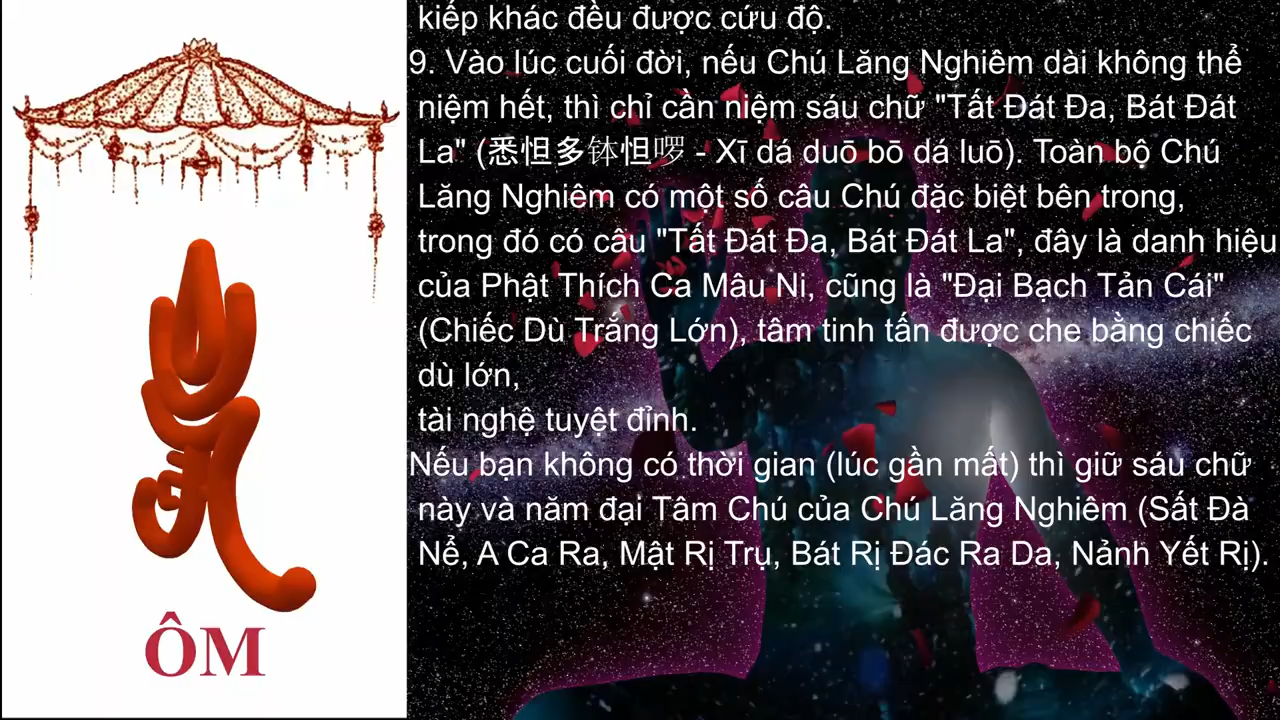 kiếp khác đều được cứu độ.
9. Vào lúc cuối đời, nếu Chú Lăng Nghiêm dài không thể
niệm hết, thì chỉ cần niệm sáu chữ "Tất Đát Đa, Bát Đát
La" (悉怛多钵怛啰 - Xī dá duō bō dá luō). Toàn bộ Chú
Lăng Nghiêm có một số câu Chú đặc biệt bên trong,
trong đó có câu "Tất Đát Đa, Bát Đát La", đây là danh hiệu
của Phật Thích Ca Mâu Ni, cũng là "Đại Bạch Tản Cái"
(Chiếc Dù Trắng Lớn), tâm tinh tấn được che bằng chiếc
dù lớn,
tài nghệ tuyệt đỉnh.
Nếu bạn không có thời gian (lúc gần mất) thì giữ sáu chữ
này và năm đại Tâm Chú của Chú Lăng Nghiêm (Sất Đà
Nể, A Ca Ra, Mật Rị Trụ, Bát Rị Đác Ra Da, Nảnh Yết Rị).
ÔM